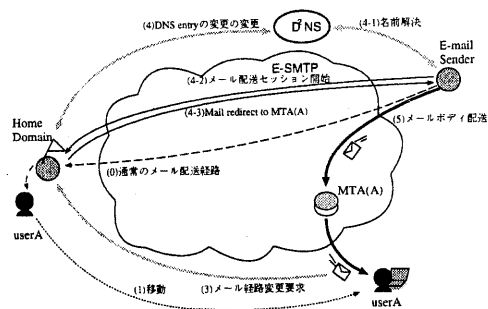 (4)DNS entryの変更の変更
D²NS
(4-1)名前解決
E-mail
Sender
E-SMTP
(4-2)メール配送セッション開始
(4-3)Mail redirect to MTA(A)
(5)メールボディ配送
Home
Domain
(0)通常のメール配送経路
MTA(A)
userA
(1)移動
(3)メール経路変更要求
userA